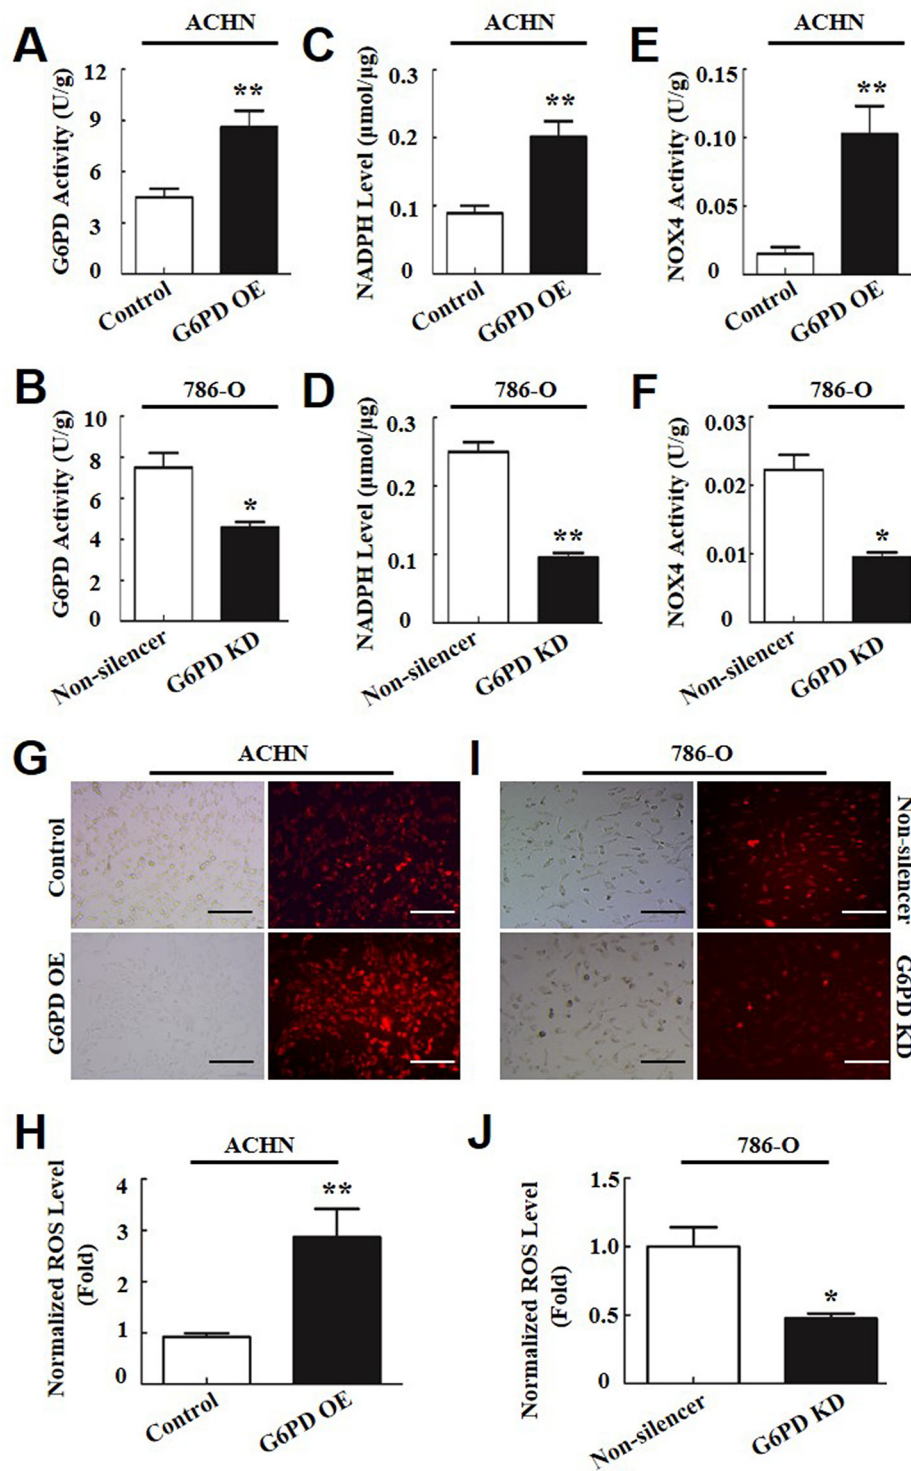 A
ACHN
G6PD Activity (U/g)
12
9
6
3
0
**
Control
G6PD OE
C
ACHN
NADPH Level (μmol/μg)
0.3
0.2
0.1
0
**
Control
G6PD OE
E
ACHN
NOX4 Activity (U/g)
0.15
0.10
0.05
0
**
Control
G6PD OE
B
786-O
G6PD Activity (U/g)
10
8
6
4
2
0
*
Non-silencer
G6PD KD
D
786-O
NADPH Level (μmol/μg)
0.3
0.2
0.1
0
**
Non-silencer
G6PD KD
F
786-O
NOX4 Activity (U/g)
0.03
0.02
0.01
0
*
Non-silencer
G6PD KD
G
ACHN
Control
G6PD OE
I
786-O
Non-silencer
G6PD KD
H
ACHN
Normalized ROS Level
(Fold)
4
3
2
1
0
**
Control
G6PD OE
J
786-O
Normalized ROS Level
(Fold)
1.5
1.0
0.5
0
*
Non-silencer
G6PD KD